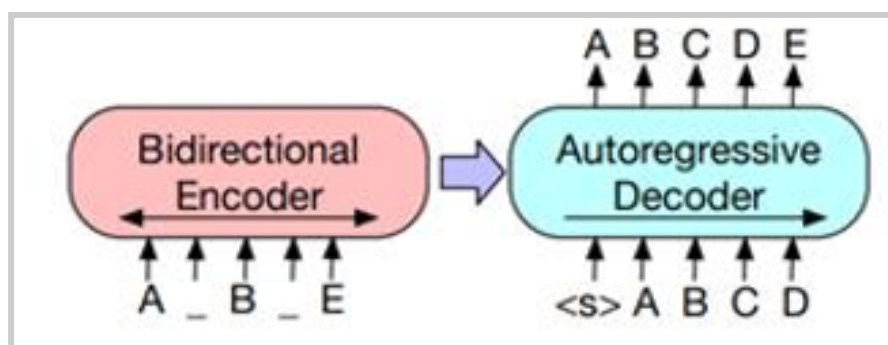 A B C D E
Bidirectional
Encoder
Autoregressive
Decoder
A _ B _ E
<s> A B C D